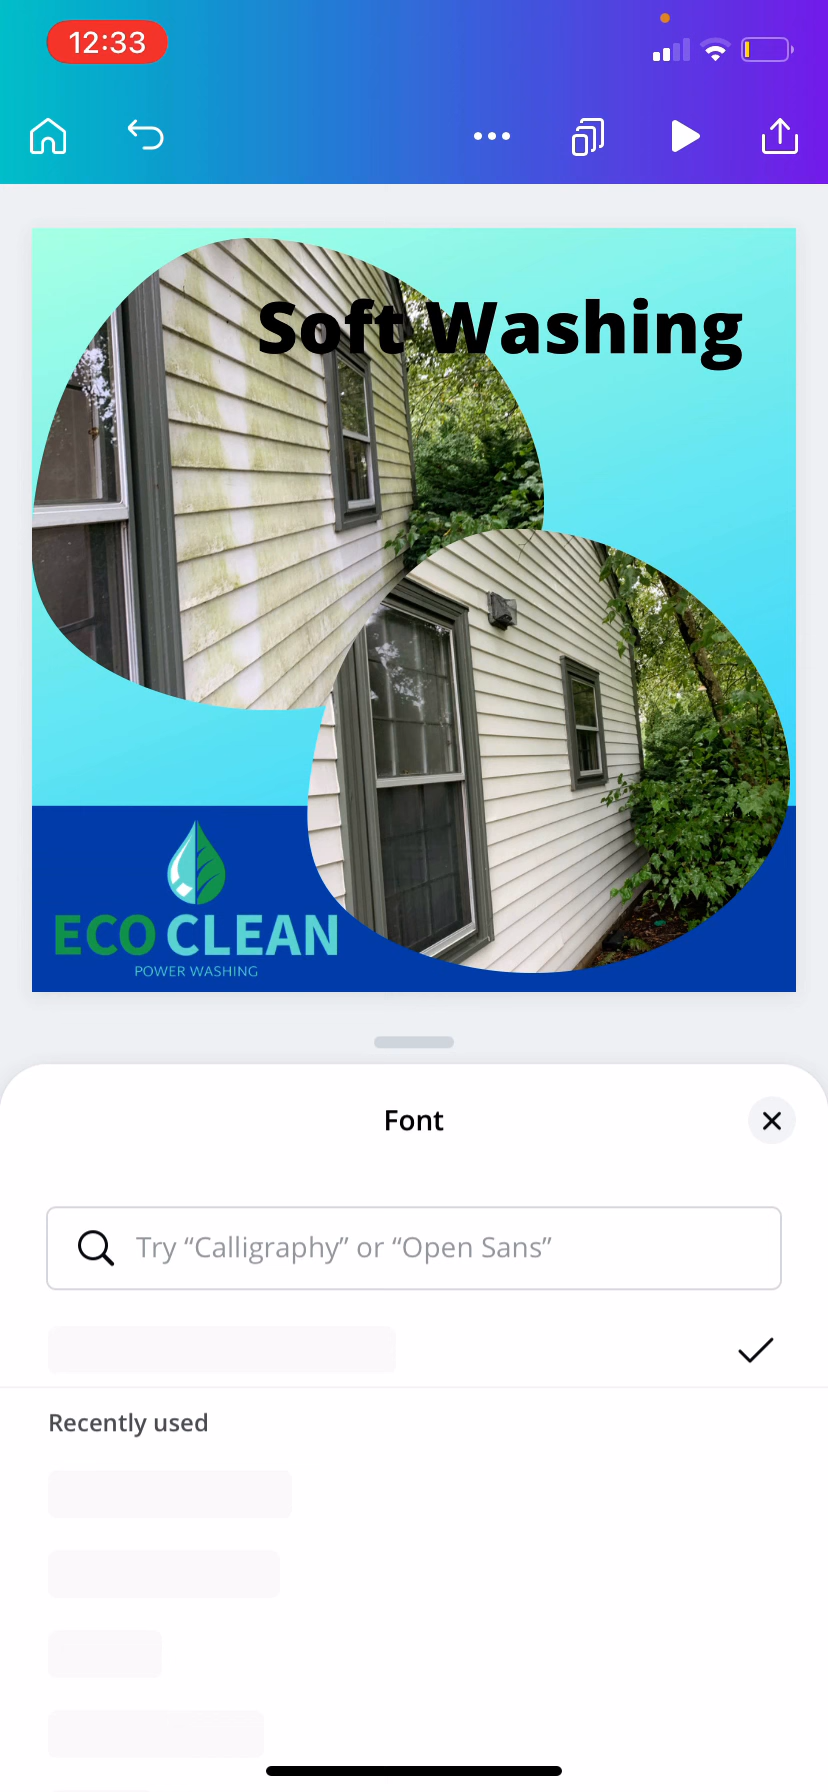 12:33
Soft Washing
ECO CLEAN
POWER WASHING
Font
Try “Calligraphy” or “Open Sans”
Recently used